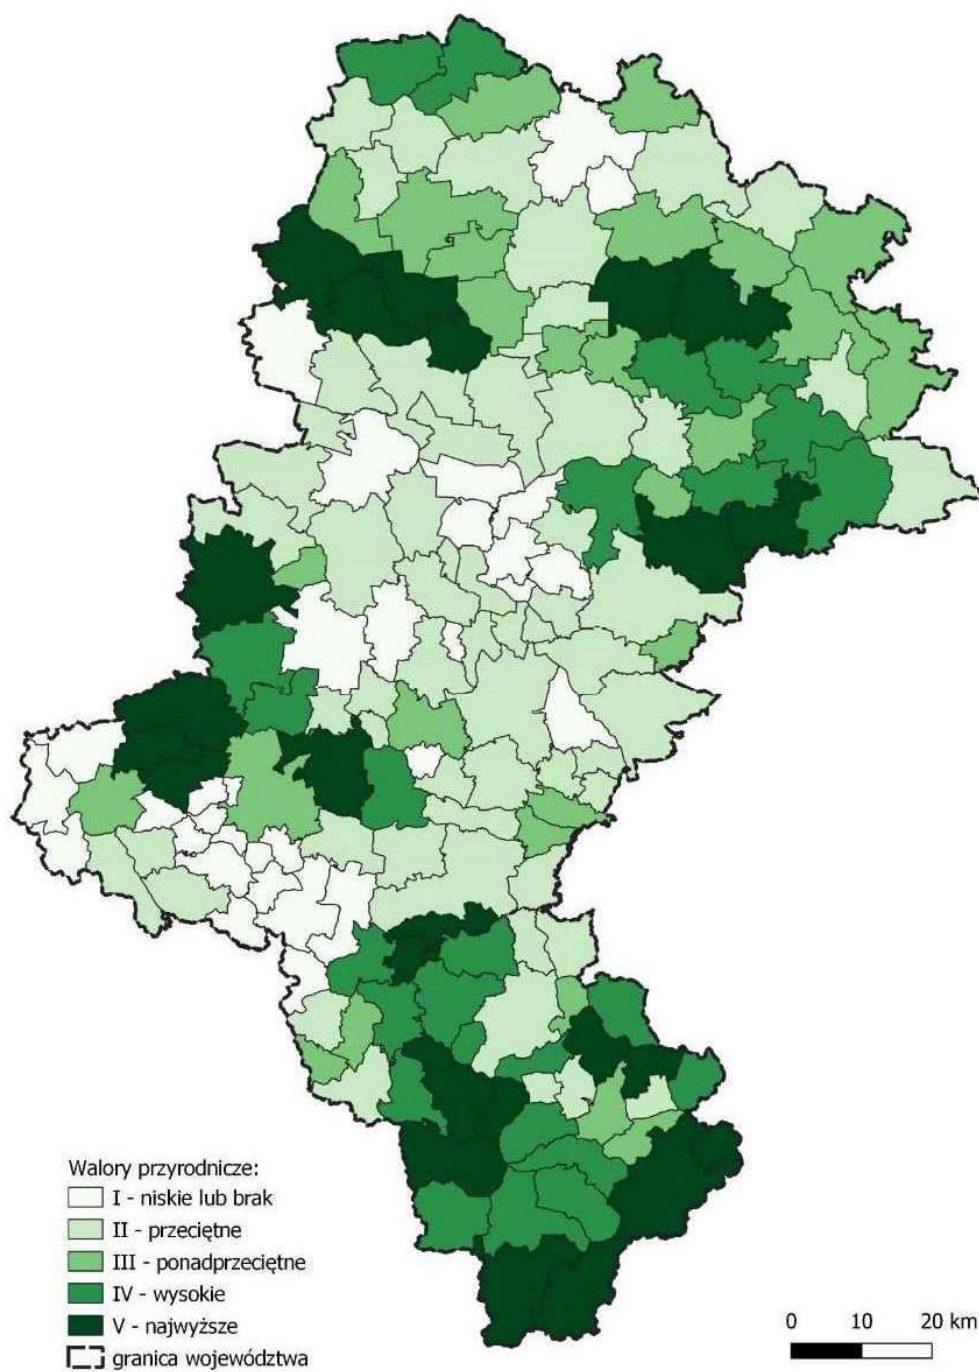 Walory przyrodnicze:
I - niskie lub brak
II - przeciętne
III - ponadprzeciętne
IV - wysokie
V - najwyższe
granica województwa
0 10 20 km